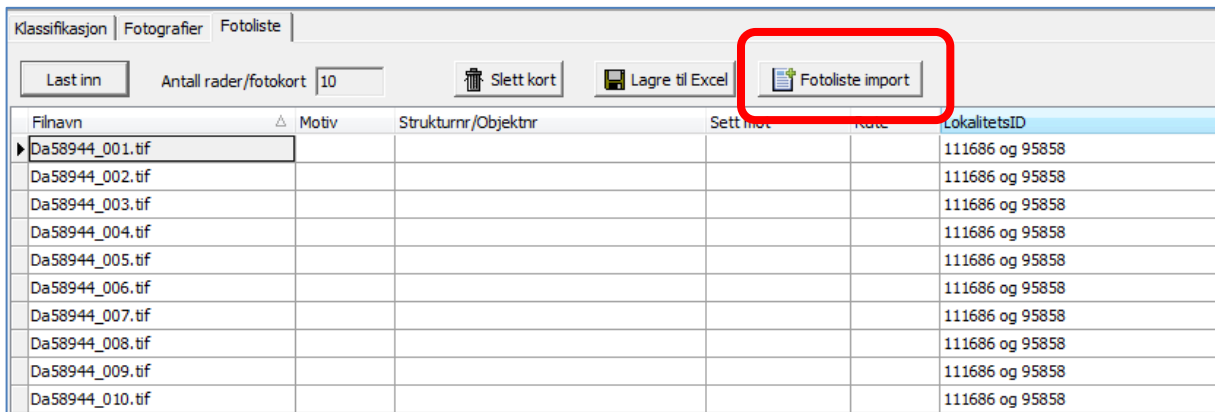 Klassifikasjon Fotografier Fotoliste
Last inn Antall rader/fotokort 10 Slett kort Lagre til Excel Fotoliste import
Filnavn Motiv Strukturnr/Objektnr Sett mot LokalitetsID
Da58944_001.tif 111686 og 95858
Da58944_002.tif 111686 og 95858
Da58944_003.tif 111686 og 95858
Da58944_004.tif 111686 og 95858
Da58944_005.tif 111686 og 95858
Da58944_006.tif 111686 og 95858
Da58944_007.tif 111686 og 95858
Da58944_008.tif 111686 og 95858
Da58944_009.tif 111686 og 95858
Da58944_010.tif 111686 og 95858